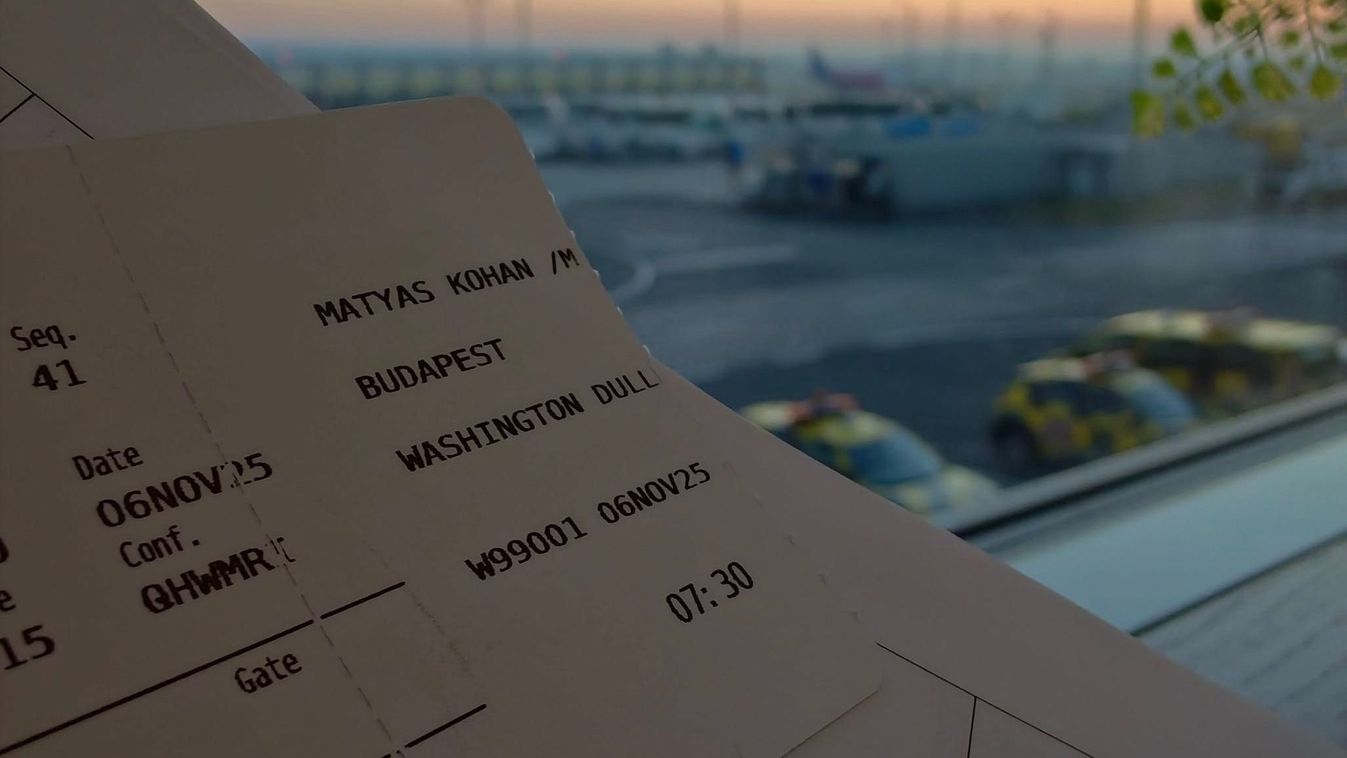 Seq.
41
Date
06NOV25
Conf.
15
Gate
MATYAS KOHAN /M
BUDAPEST
WASHINGTON DULL
W99001 06NOV25
07:30